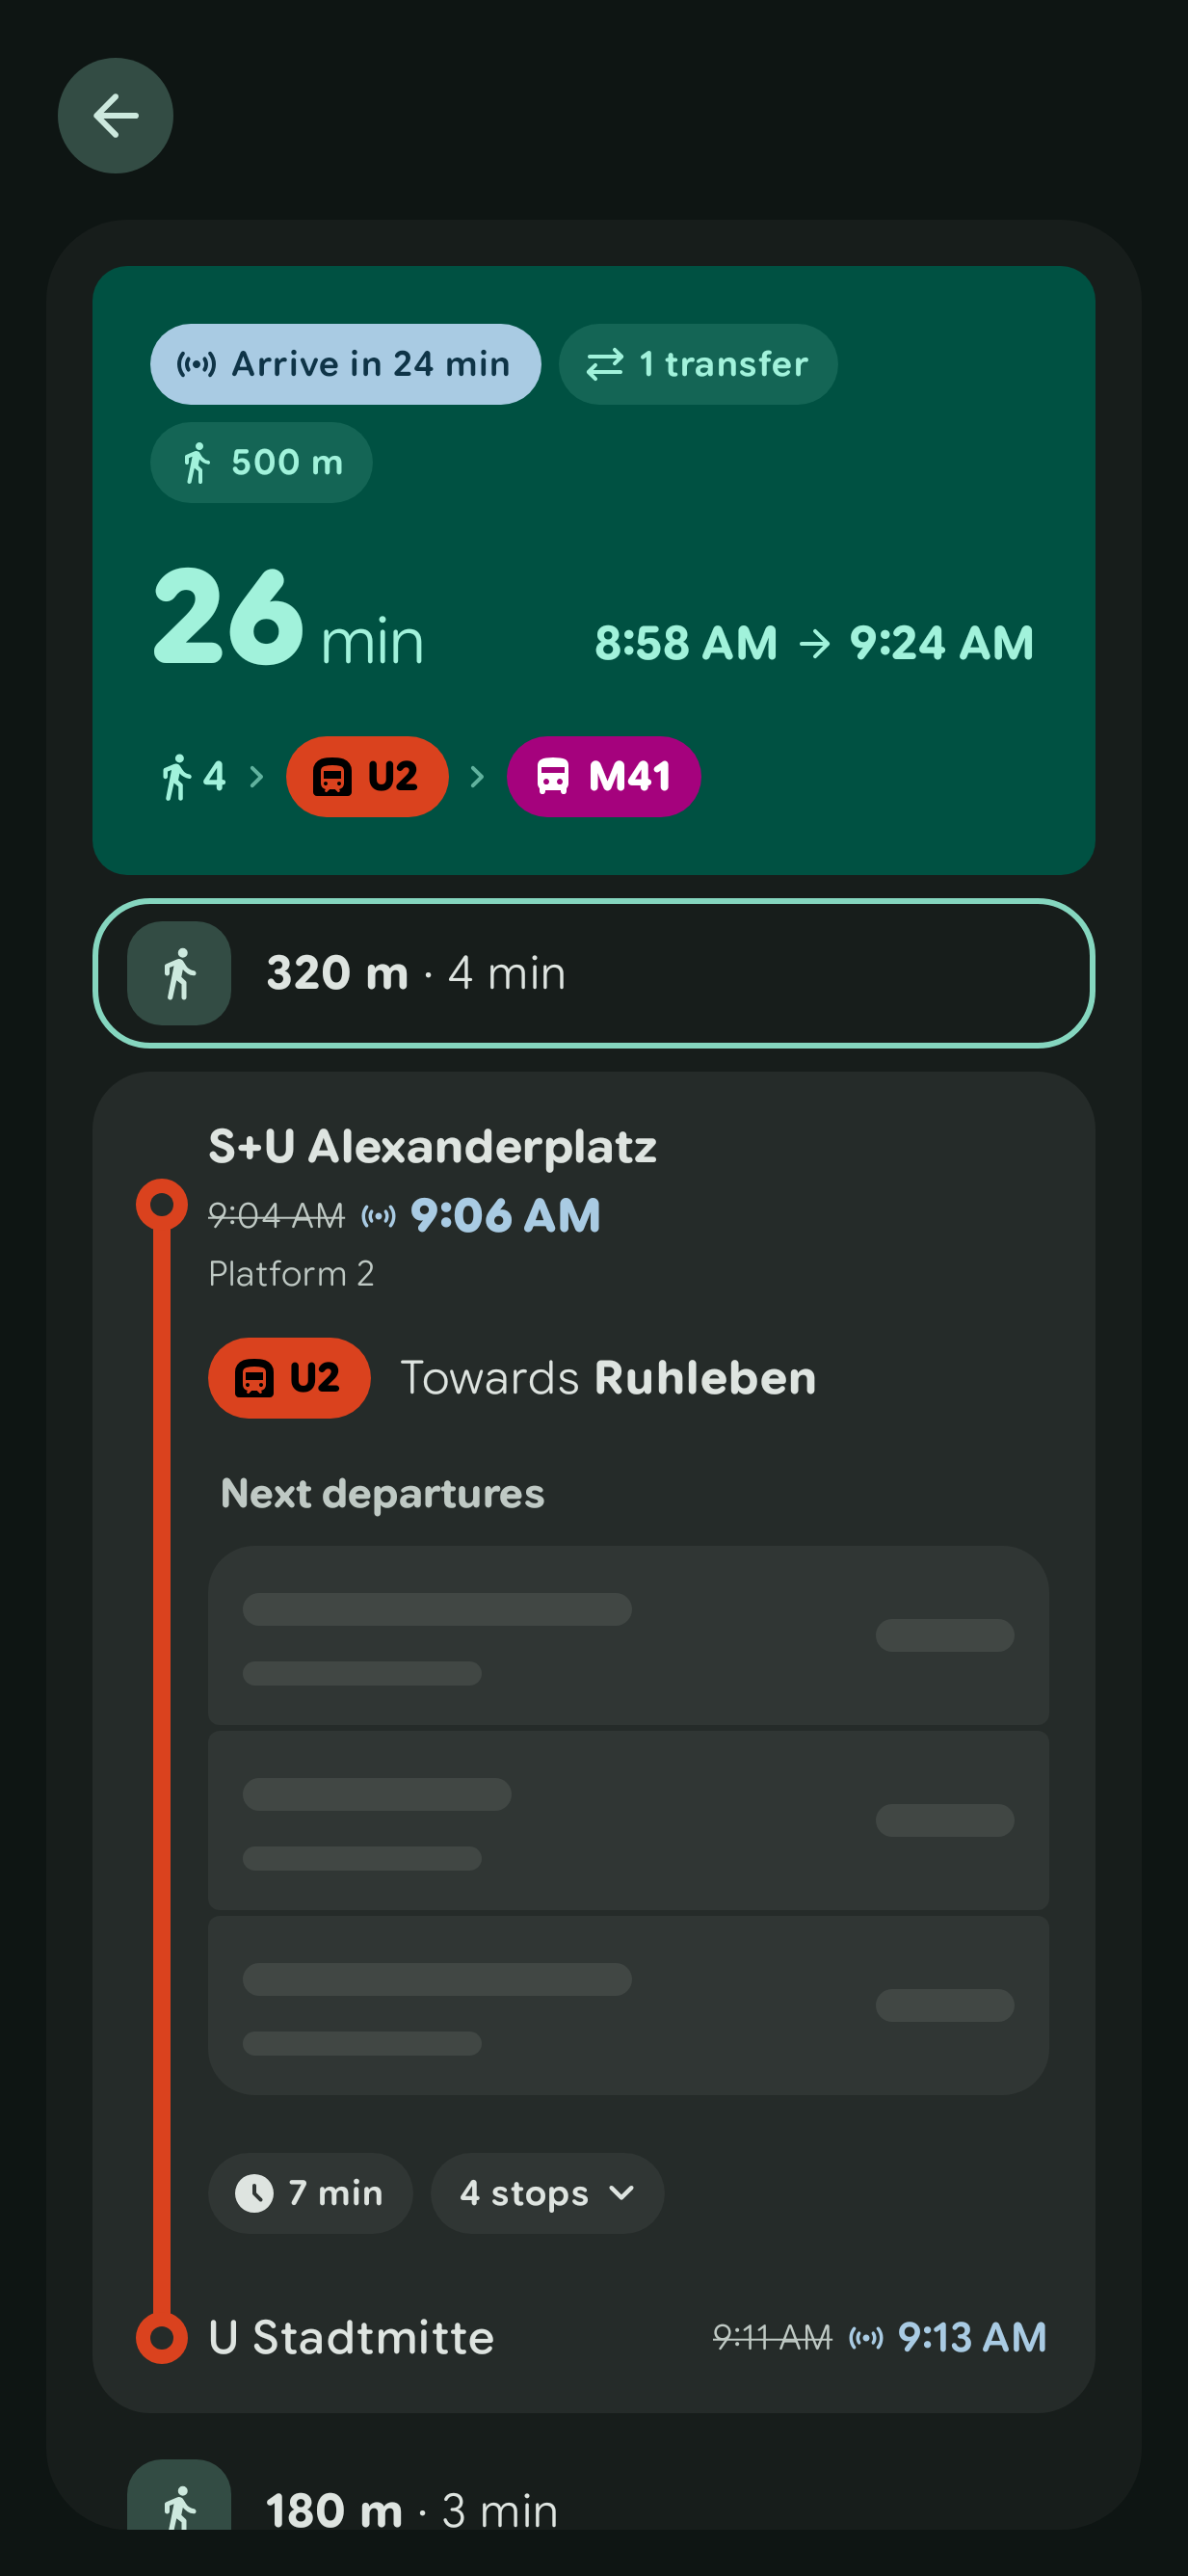 Arrive in 24 min
1 transfer
500 m
26 min
8:58 AM → 9:24 AM
4 › U2 › M41
320 m · 4 min
S+U Alexanderplatz
9:04 AM 9:06 AM
Platform 2
U2 Towards Ruhleben
Next departures
7 min
4 stops
U Stadtmitte 9:11 AM 9:13 AM
180 m · 3 min